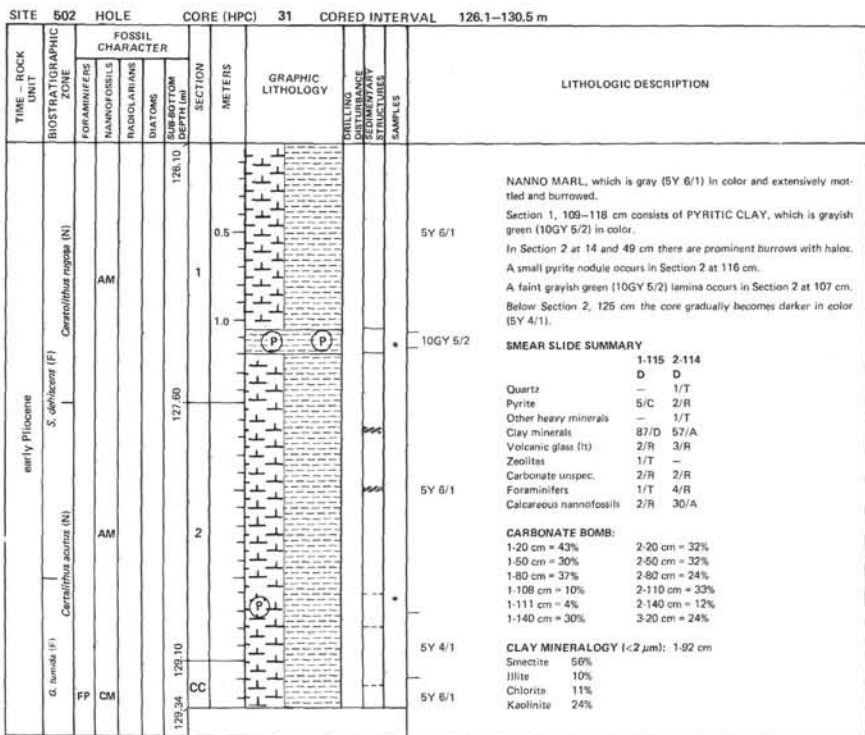 SITE 502 HOLE CORE (HPC) 31 CORED INTERVAL 126.1–130.5 m
TIME – ROCK UNIT
BIOSTRATIGRAPHIC ZONE
FOSSIL CHARACTER
FORAMINIFERS
NANNOFOSSILS
RADIOLARIANS
DIATOMS
SUB-BOTTOM DEPTH (m)
SECTION
METERS
GRAPHIC LITHOLOGY
DRILLING DISTURBANCE
SEDIMENTARY STRUCTURES
SAMPLES
LITHOLOGIC DESCRIPTION
early Pliocene
Ceratolithus rugosa (N)
S. dehiscens (F)
Certalithus acutus (N)
G. tumida (F)
AM
AM
FP CM
126.10
127.60
129.10
129.34
1
2
CC
0.5
1.0
P P
P
*
*
5Y 6/1
10GY 5/2
5Y 6/1
5Y 4/1
5Y 6/1
NANNO MARL, which is gray (5Y 6/1) in color and extensively mot-
tled and burrowed.
Section 1, 109–118 cm consists of PYRITIC CLAY, which is grayish
green (10GY 5/2) in color.
In Section 2 at 14 and 49 cm there are prominent burrows with halos.
A small pyrite nodule occurs in Section 2 at 116 cm.
A faint grayish green (10GY 5/2) lamina occurs in Section 2 at 107 cm.
Below Section 2, 125 cm the core gradually becomes darker in color
(5Y 4/1).
SMEAR SLIDE SUMMARY
1-115 2-114
D D
Quartz – 1/T
Pyrite 5/C 2/R
Other heavy minerals – 1/T
Clay minerals 87/D 57/A
Volcanic glass (lt) 2/R 3/R
Zeolites 1/T –
Carbonate unspec. 2/R 2/R
Foraminifers 1/T 4/R
Calcareous nannofossils 2/R 30/A
CARBONATE BOMB:
1-20 cm = 43% 2-20 cm = 32%
1-50 cm = 30% 2-50 cm = 32%
1-80 cm = 37% 2-80 cm = 24%
1-108 cm = 10% 2-110 cm = 33%
1-111 cm = 4% 2-140 cm = 12%
1-140 cm = 30% 3-20 cm = 24%
CLAY MINERALOGY (<2 μm): 1-92 cm
Smectite 56%
Illite 10%
Chlorite 11%
Kaolinite 24%